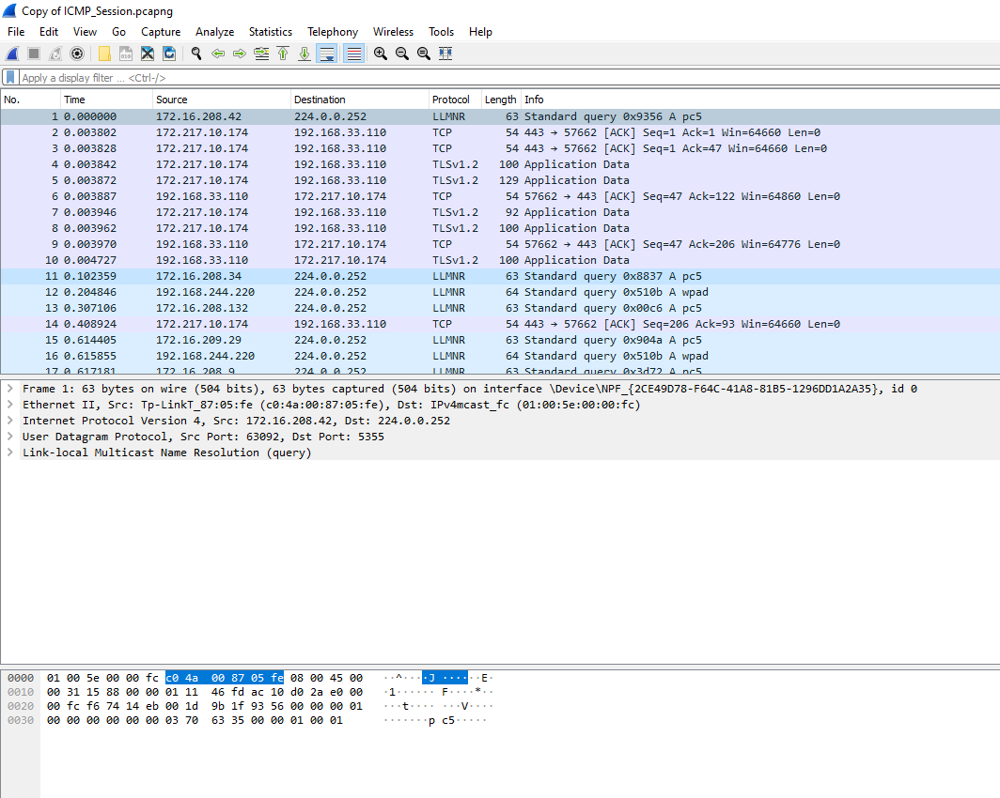 Copy of ICMP_Session.pcapng
File Edit View Go Capture Analyze Statistics Telephony Wireless Tools Help
Apply a display filter ... <Ctrl-/>
No. Time Source Destination Protocol Length Info
1 0.000000 172.16.208.42 224.0.0.252 LLMNR 63 Standard query 0x9356 A pc5
2 0.003802 172.217.10.174 192.168.33.110 TCP 54 443 → 57662 [ACK] Seq=1 Ack=1 Win=64660 Len=0
3 0.003828 172.217.10.174 192.168.33.110 TCP 54 443 → 57662 [ACK] Seq=1 Ack=47 Win=64660 Len=0
4 0.003842 172.217.10.174 192.168.33.110 TLSv1.2 100 Application Data
5 0.003872 172.217.10.174 192.168.33.110 TLSv1.2 129 Application Data
6 0.003887 192.168.33.110 172.217.10.174 TCP 54 57662 → 443 [ACK] Seq=47 Ack=122 Win=64860 Len=0
7 0.003946 172.217.10.174 192.168.33.110 TLSv1.2 92 Application Data
8 0.003962 172.217.10.174 192.168.33.110 TLSv1.2 100 Application Data
9 0.003970 192.168.33.110 172.217.10.174 TCP 54 57662 → 443 [ACK] Seq=47 Ack=206 Win=64776 Len=0
10 0.004727 192.168.33.110 172.217.10.174 TLSv1.2 100 Application Data
11 0.102359 172.16.208.34 224.0.0.252 LLMNR 63 Standard query 0x8837 A pc5
12 0.204846 192.168.244.220 224.0.0.252 LLMNR 64 Standard query 0x510b A wpad
13 0.307106 172.16.208.132 224.0.0.252 LLMNR 63 Standard query 0x00c6 A pc5
14 0.408924 172.217.10.174 192.168.33.110 TCP 54 443 → 57662 [ACK] Seq=206 Ack=93 Win=64660 Len=0
15 0.614405 172.16.209.29 224.0.0.252 LLMNR 63 Standard query 0x904a A pc5
16 0.615855 192.168.244.220 224.0.0.252 LLMNR 64 Standard query 0x510b A wpad
17 0.617181 172.16.208.9 224.0.0.252 LLMNR 63 Standard query 0x3d72 A pc5
Frame 1: 63 bytes on wire (504 bits), 63 bytes captured (504 bits) on interface \Device\NPF_{2CE49D78-F64C-41A8-81B5-1296DD1A2A35}, id 0
Ethernet II, Src: Tp-LinkT_87:05:fe (c0:4a:00:87:05:fe), Dst: IPv4mcast_fc (01:00:5e:00:00:fc)
Internet Protocol Version 4, Src: 172.16.208.42, Dst: 224.0.0.252
User Datagram Protocol, Src Port: 63092, Dst Port: 5355
Link-local Multicast Name Resolution (query)
0000 01 00 5e 00 00 fc c0 4a 00 87 05 fe 08 00 45 00 ··^····J ······E·
0010 00 31 15 88 00 00 01 11 46 fd ac 10 d0 2a e0 00 ·1······ F····*··
0020 00 fc f6 74 14 eb 00 1d 9b 1f 93 56 00 00 00 01 ···t···· ···V····
0030 00 00 00 00 00 00 03 70 63 35 00 00 01 00 01 ·······p c5·····